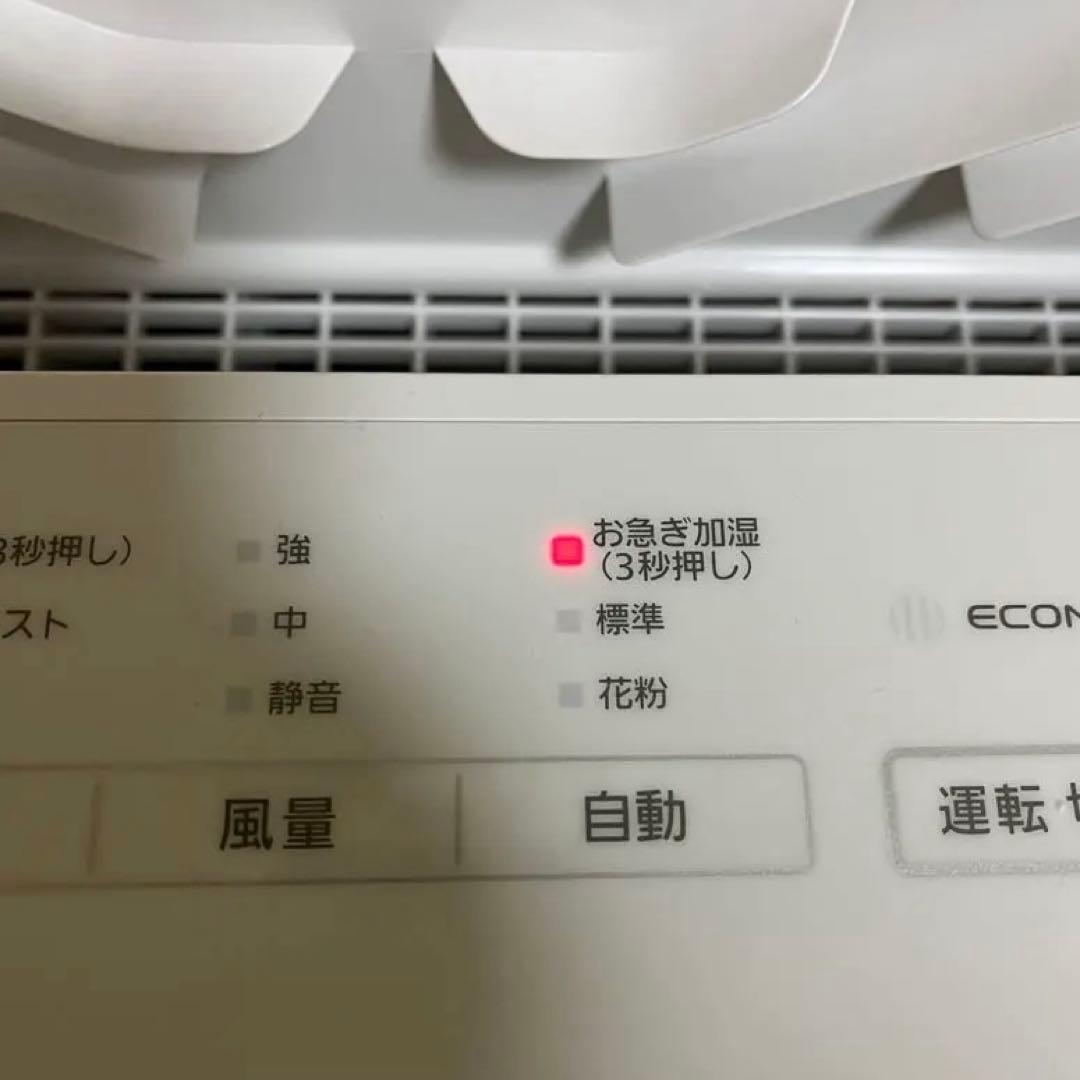 3秒押し）
強
お急ぎ加湿
（3秒押し）
スト
中
標準
ECON
静音
花粉
風量
自動
運転